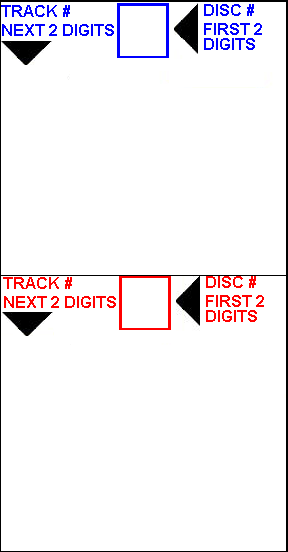 TRACK #
NEXT 2 DIGITS
DISC #
FIRST 2
DIGITS
TRACK #
NEXT 2 DIGITS
DISC #
FIRST 2
DIGITS